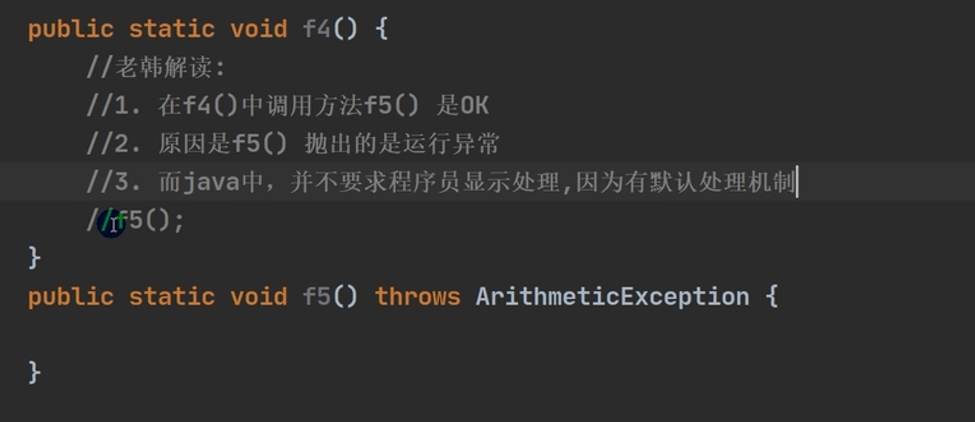 public static void f4() {
//老韩解读:
//1. 在f4()中调用方法f5() 是OK
//2. 原因是f5() 抛出的是运行异常
//3. 而java中，并不要求程序员显示处理,因为有默认处理机制
//f5();
}
public static void f5() throws ArithmeticException {
}